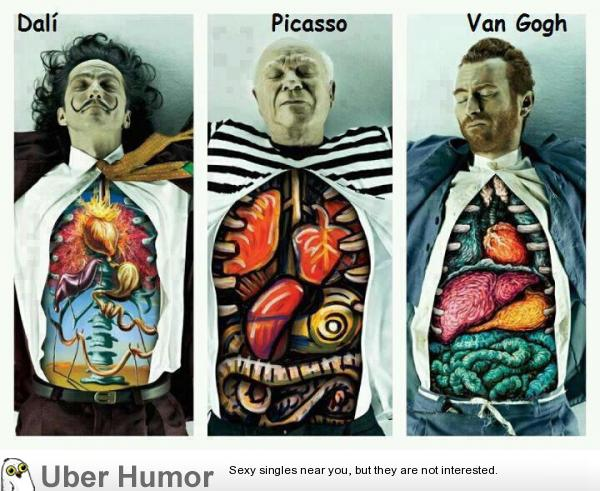 Dalí
Picasso
Van Gogh
Uber Humor
Sexy singles near you, but they are not interested.